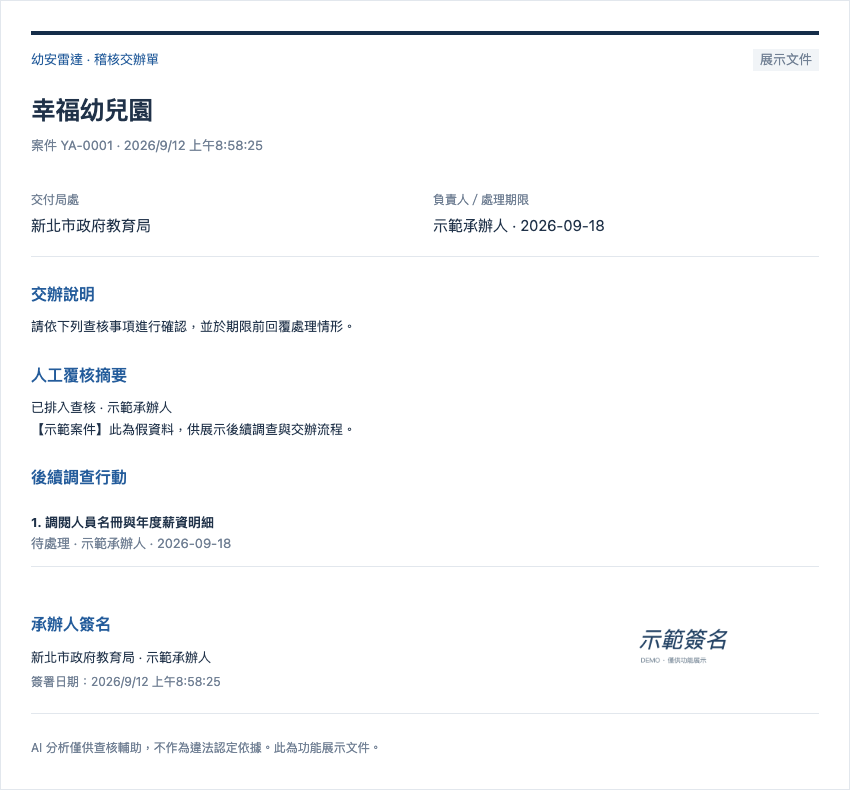 幼安雷達 · 稽核交辦單
展示文件
幸福幼兒園
案件 YA-0001 · 2026/9/12 上午8:58:25
交付局處
負責人 / 處理期限
新北市政府教育局
示範承辦人 · 2026-09-18
交辦說明
請依下列查核事項進行確認，並於期限前回覆處理情形。
人工覆核摘要
已排入查核 · 示範承辦人
【示範案件】此為假資料，供展示後續調查與交辦流程。
後續調查行動
1. 調閱人員名冊與年度薪資明細
待處理 · 示範承辦人 · 2026-09-18
承辦人簽名
示範簽名
DEMO · 僅供功能展示
新北市政府教育局 · 示範承辦人
簽署日期：2026/9/12 上午8:58:25
AI 分析僅供查核輔助，不作為違法認定依據。此為功能展示文件。